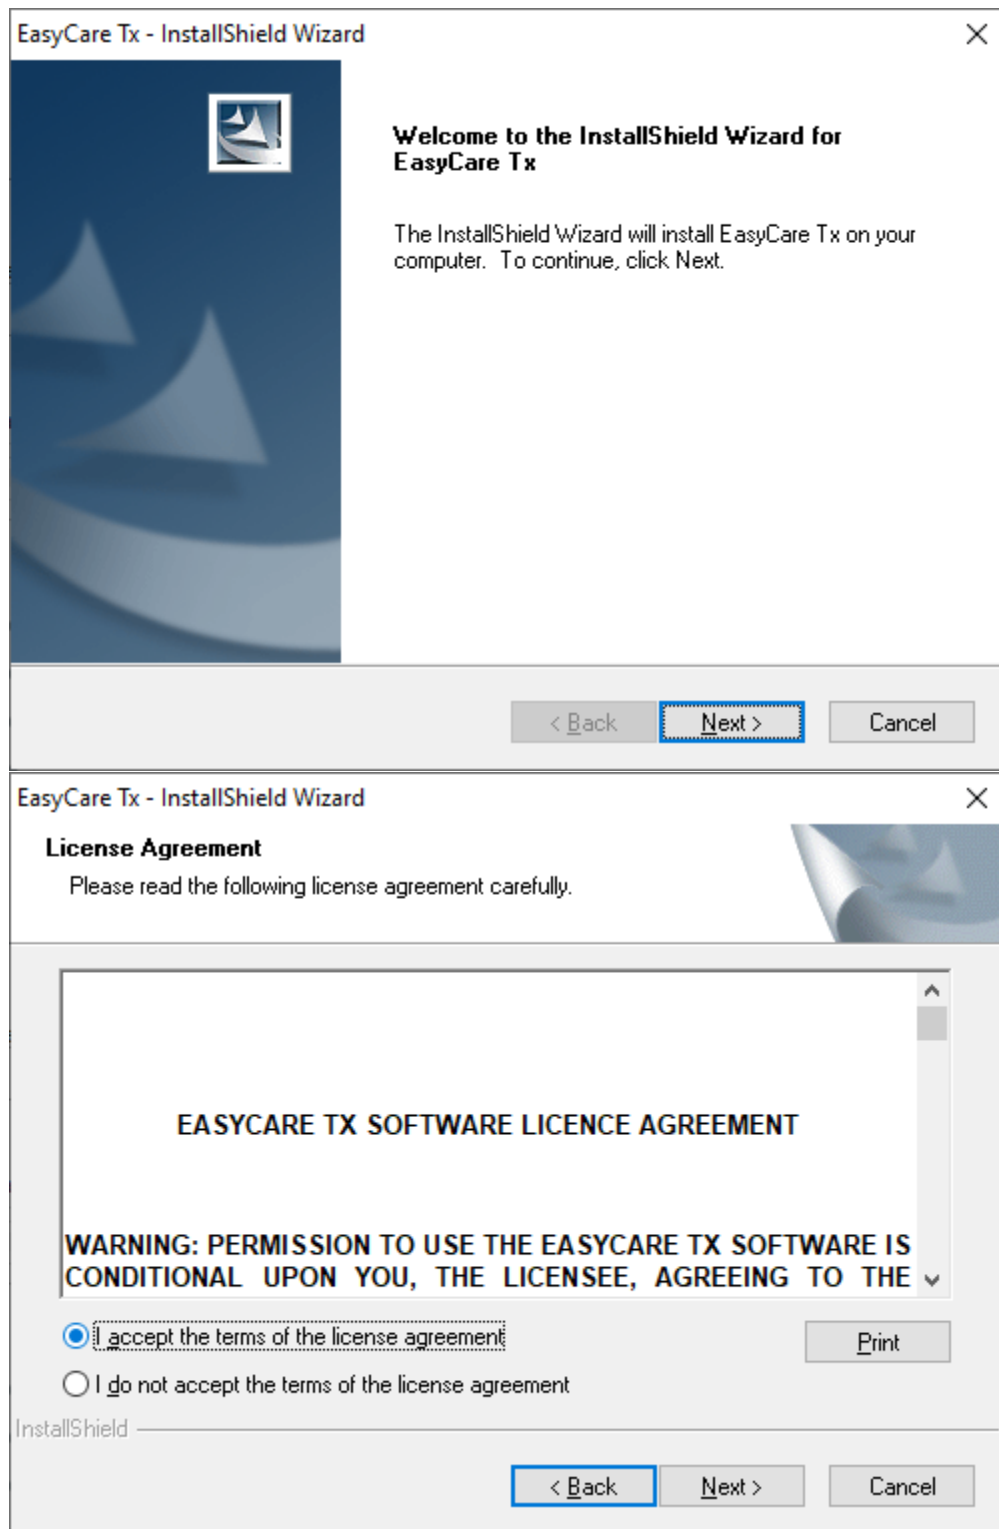 EasyCare Tx - InstallShield Wizard
Welcome to the InstallShield Wizard for
EasyCare Tx
The InstallShield Wizard will install EasyCare Tx on your
computer. To continue, click Next.
< Back
Next >
Cancel
EasyCare Tx - InstallShield Wizard
License Agreement
Please read the following license agreement carefully.
EASYCARE TX SOFTWARE LICENCE AGREEMENT
WARNING: PERMISSION TO USE THE EASYCARE TX SOFTWARE IS
CONDITIONAL UPON YOU, THE LICENSEE, AGREEING TO THE
I accept the terms of the license agreement
Print
I do not accept the terms of the license agreement
InstallShield
< Back
Next >
Cancel